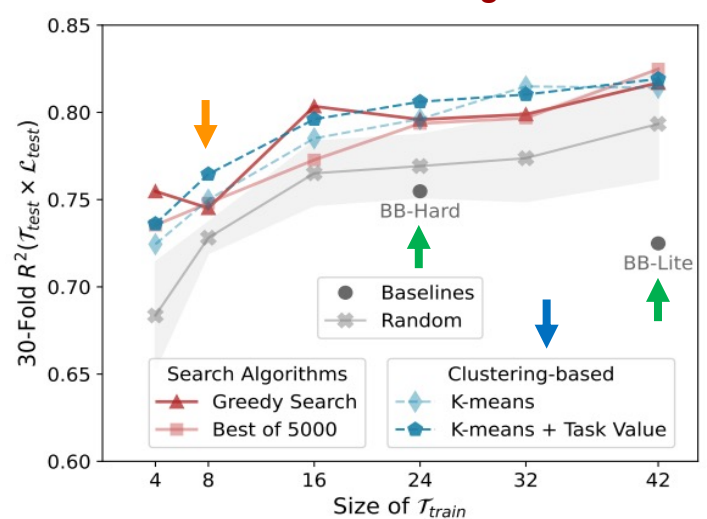 0.85
0.80
0.75
0.70
0.65
0.60
30-Fold R²(𝒯test × ℒtest)
BB-Hard
BB-Lite
Baselines
Random
Search Algorithms
Greedy Search
Best of 5000
Clustering-based
K-means
K-means + Task Value
4 8 16 24 32 42
Size of 𝒯train